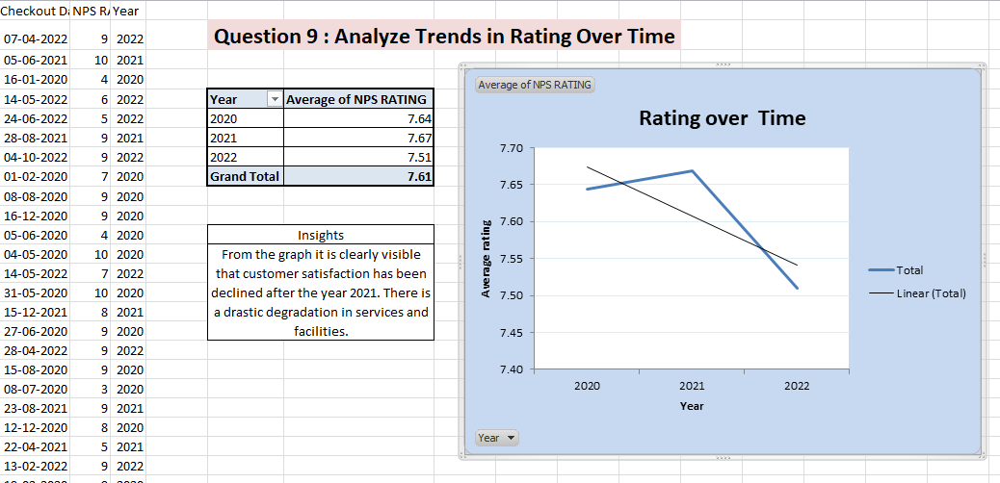 Checkout Da NPS RA Year
Question 9 : Analyze Trends in Rating Over Time
07-04-2022 9 2022
05-06-2021 10 2021
16-01-2020 4 2020
14-05-2022 6 2022
24-06-2022 5 2022
28-08-2021 9 2021
04-10-2022 9 2022
01-02-2020 7 2020
08-08-2020 9 2020
16-12-2020 9 2020
05-06-2020 4 2020
04-05-2020 10 2020
14-05-2022 7 2022
31-05-2020 10 2020
15-12-2021 8 2021
27-06-2020 9 2020
28-04-2022 9 2022
15-08-2020 9 2020
08-07-2020 3 2020
23-08-2021 9 2021
12-12-2020 8 2020
22-04-2021 5 2021
13-02-2022 9 2022
Year Average of NPS RATING
2020 7.64
2021 7.67
2022 7.51
Grand Total 7.61
Insights
From the graph it is clearly visible
that customer satisfaction has been
declined after the year 2021. There is
a drastic degradation in services and
facilities.
Average of NPS RATING
Rating over Time
7.70
7.65
7.60
7.55
7.50
7.45
7.40
Average rating
2020 2021 2022
Year
Total
Linear (Total)
Year